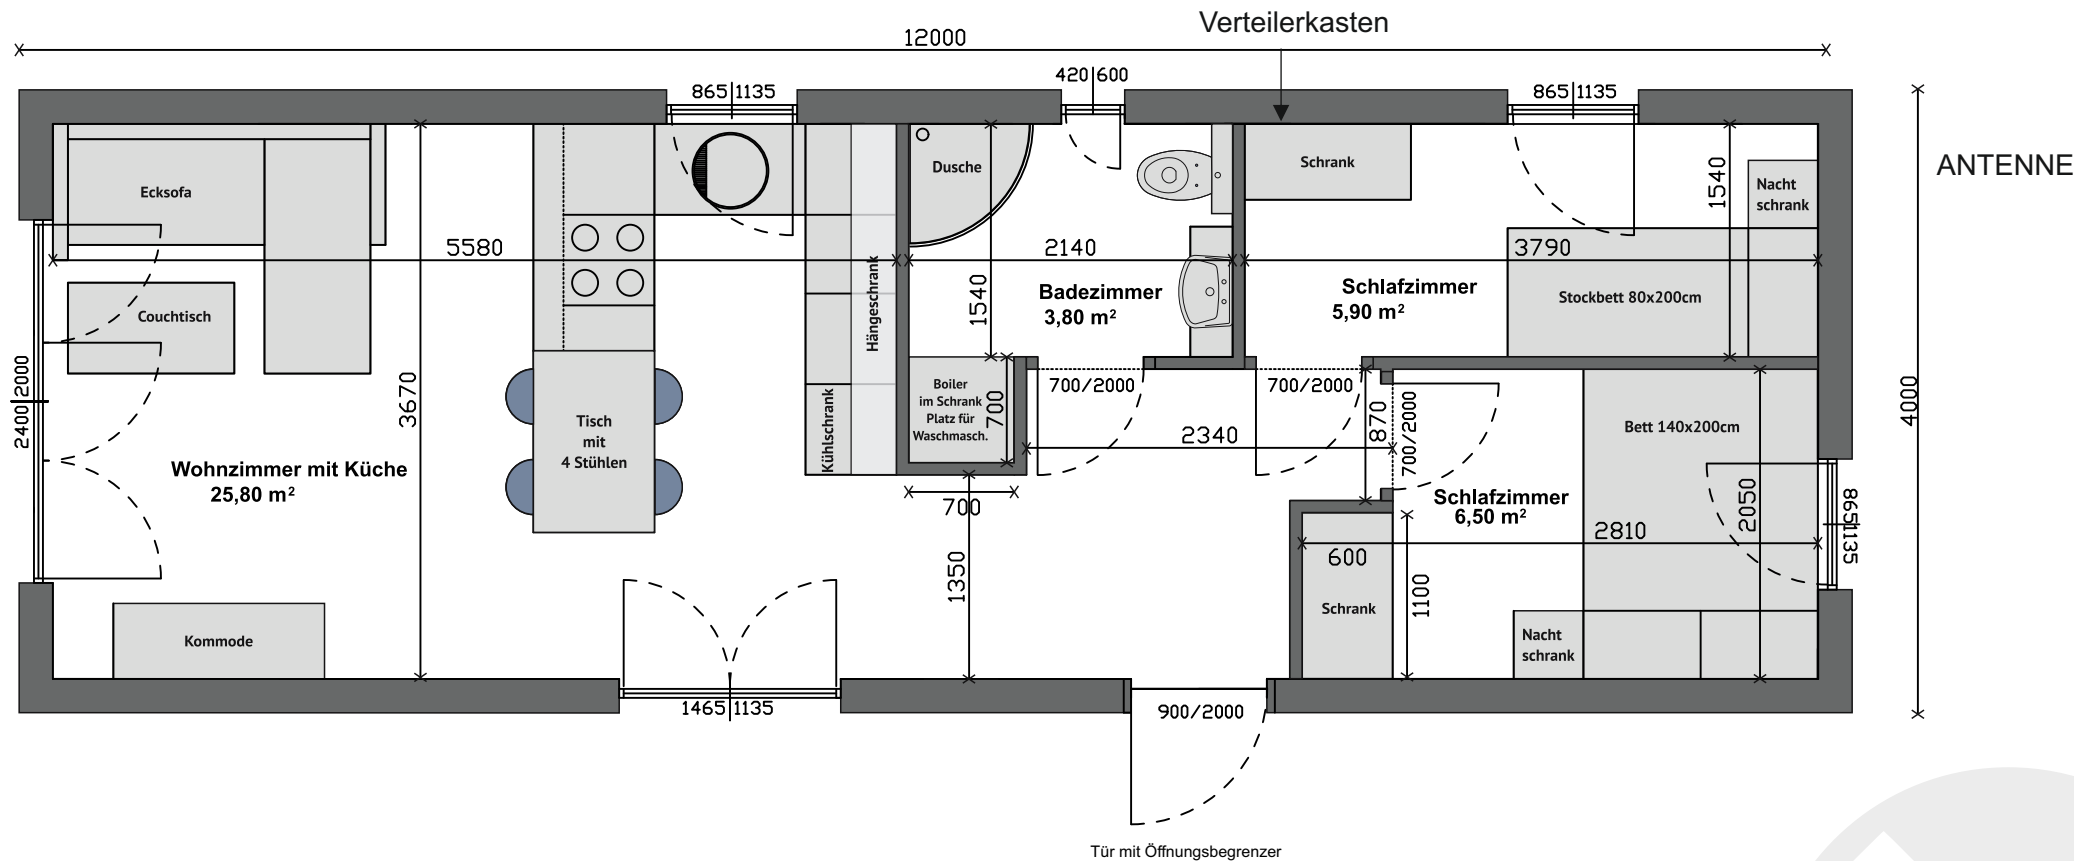 Verteilerkasten
12000
865 1135
420 600
865 1135
ANTENNE
Ecksofa
Dusche
Schrank
1540
Nacht
schrank
5580
2140
3790
Hängeschrank
1540
Badezimmer
3,80 m²
Schlafzimmer
5,90 m²
Stockbett 80x200cm
Couchtisch
2400 2000
3670
Kühlschrank
Boiler
im Schrank
Platz für
Waschmasch.
700
700/2000
700/2000
870
700/2000
4000
Tisch
mit
4 Stühlen
2340
Bett 140x200cm
Wohnzimmer mit Küche
25,80 m²
700
Schlafzimmer
6,50 m²
2050
865 1135
2810
600
1350
1100
Schrank
Kommode
Nacht
schrank
1465 1135
900/2000
Tür mit Öffnungsbegrenzer